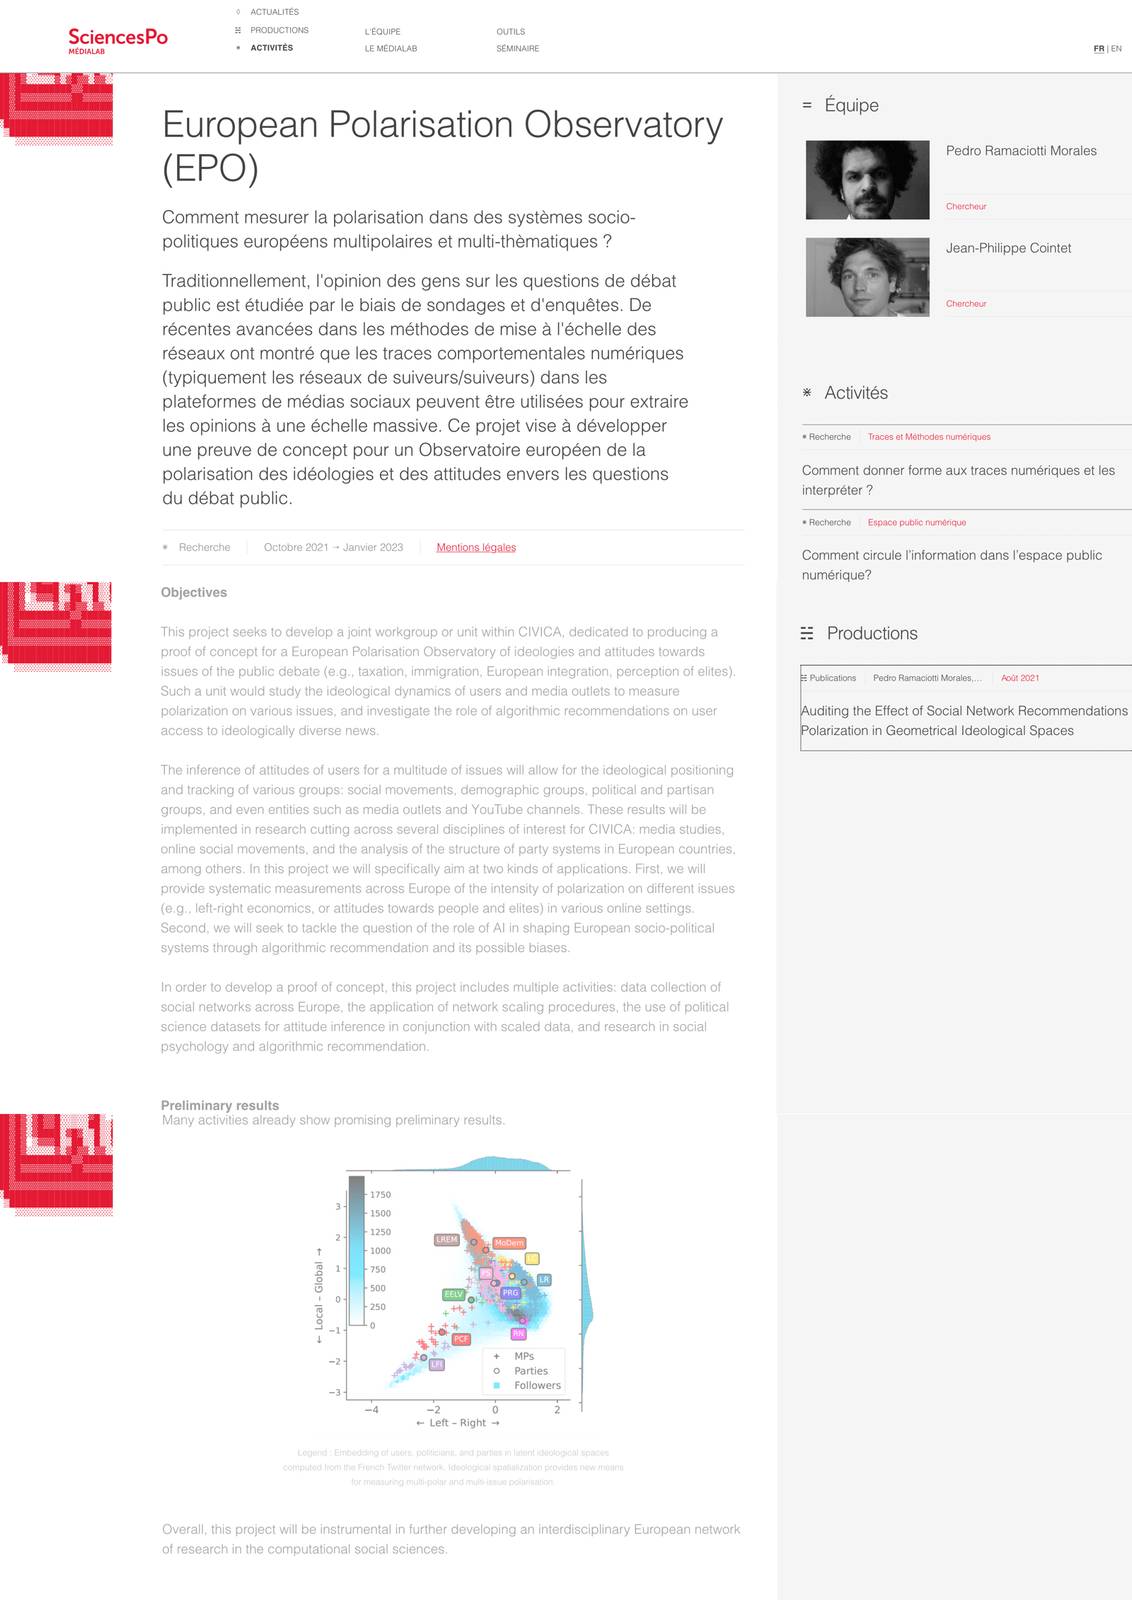 SciencesPo
MÉDIALAB
ACTUALITÉS
PRODUCTIONS
ACTIVITÉS
L'ÉQUIPE
LE MÉDIALAB
OUTILS
SÉMINAIRE
FR | EN
European Polarisation Observatory
(EPO)
Comment mesurer la polarisation dans des systèmes socio-
politiques européens multipolaires et multi-thèmatiques ?
Traditionnellement, l'opinion des gens sur les questions de débat
public est étudiée par le biais de sondages et d'enquêtes. De
récentes avancées dans les méthodes de mise à l'échelle des
réseaux ont montré que les traces comportementales numériques
(typiquement les réseaux de suiveurs/suiveurs) dans les
plateformes de médias sociaux peuvent être utilisées pour extraire
les opinions à une échelle massive. Ce projet vise à développer
une preuve de concept pour un Observatoire européen de la
polarisation des idéologies et des attitudes envers les questions
du débat public.
Recherche
Octobre 2021 → Janvier 2023
Mentions légales
Objectives
This project seeks to develop a joint workgroup or unit within CIVICA, dedicated to producing a
proof of concept for a European Polarisation Observatory of ideologies and attitudes towards
issues of the public debate (e.g., taxation, immigration, European integration, perception of elites).
Such a unit would study the ideological dynamics of users and media outlets to measure
polarization on various issues, and investigate the role of algorithmic recommendations on user
access to ideologically diverse news.
The inference of attitudes of users for a multitude of issues will allow for the ideological positioning
and tracking of various groups: social movements, demographic groups, political and partisan
groups, and even entities such as media outlets and YouTube channels. These results will be
implemented in research cutting across several disciplines of interest for CIVICA: media studies,
online social movements, and the analysis of the structure of party systems in European countries,
among others. In this project we will specifically aim at two kinds of applications. First, we will
provide systematic measurements across Europe of the intensity of polarization on different issues
(e.g., left-right economics, or attitudes towards people and elites) in various online settings.
Second, we will seek to tackle the question of the role of AI in shaping European socio-political
systems through algorithmic recommendation and its possible biases.
In order to develop a proof of concept, this project includes multiple activities: data collection of
social networks across Europe, the application of network scaling procedures, the use of political
science datasets for attitude inference in conjunction with scaled data, and research in social
psychology and algorithmic recommendation.
Preliminary results
Many activities already show promising preliminary results.
1750
1500
1250
1000
750
500
250
0
3
2
1
0
−1
−2
−3
← Local – Global →
LREM
MoDem
LR
EELV
PRG
RN
PCF
LFI
MPs
Parties
Followers
−4
−2
0
2
← Left – Right →
Legend : Embedding of users, politicians, and parties in latent ideological spaces
computed from the French Twitter network. Ideological spatialization provides new means
for measuring multi-polar and multi-issue polarisation.
Overall, this project will be instrumental in further developing an interdisciplinary European network
of research in the computational social sciences.
Équipe
Pedro Ramaciotti Morales
Chercheur
Jean-Philippe Cointet
Chercheur
Activités
Recherche
Traces et Méthodes numériques
Comment donner forme aux traces numériques et les
interpréter ?
Recherche
Espace public numérique
Comment circule l'information dans l'espace public
numérique?
Productions
Publications
Pedro Ramaciotti Morales,...
Août 2021
Auditing the Effect of Social Network Recommendations
Polarization in Geometrical Ideological Spaces